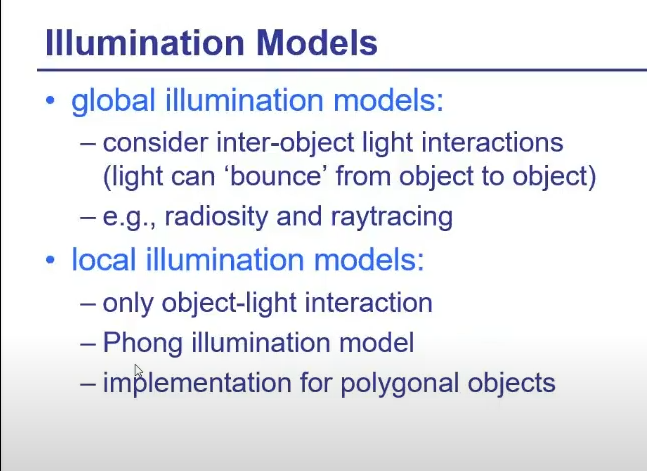 Illumination Models
• global illumination models:
– consider inter-object light interactions
(light can ‘bounce’ from object to object)
– e.g., radiosity and raytracing
• local illumination models:
– only object-light interaction
– Phong illumination model
– implementation for polygonal objects